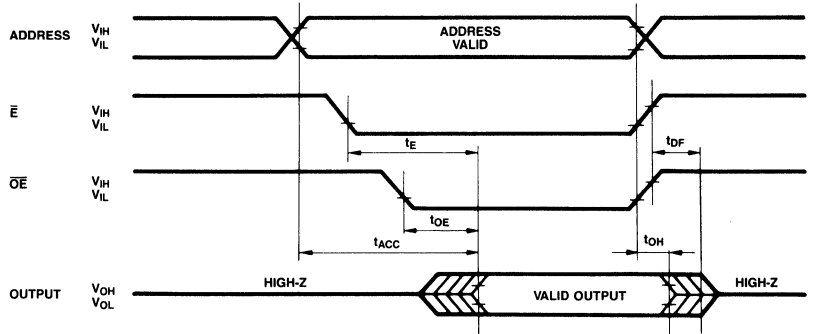 ADDRESS
VIH
VIL
ADDRESS
VALID
E̅
VIH
VIL
tE
tDF
O̅E̅
VIH
VIL
tOE
tACC
tOH
OUTPUT
VOH
VOL
HIGH-Z
VALID OUTPUT
HIGH-Z